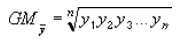 GM_ȳ = ⁿ√y₁y₂y₃…yₙ